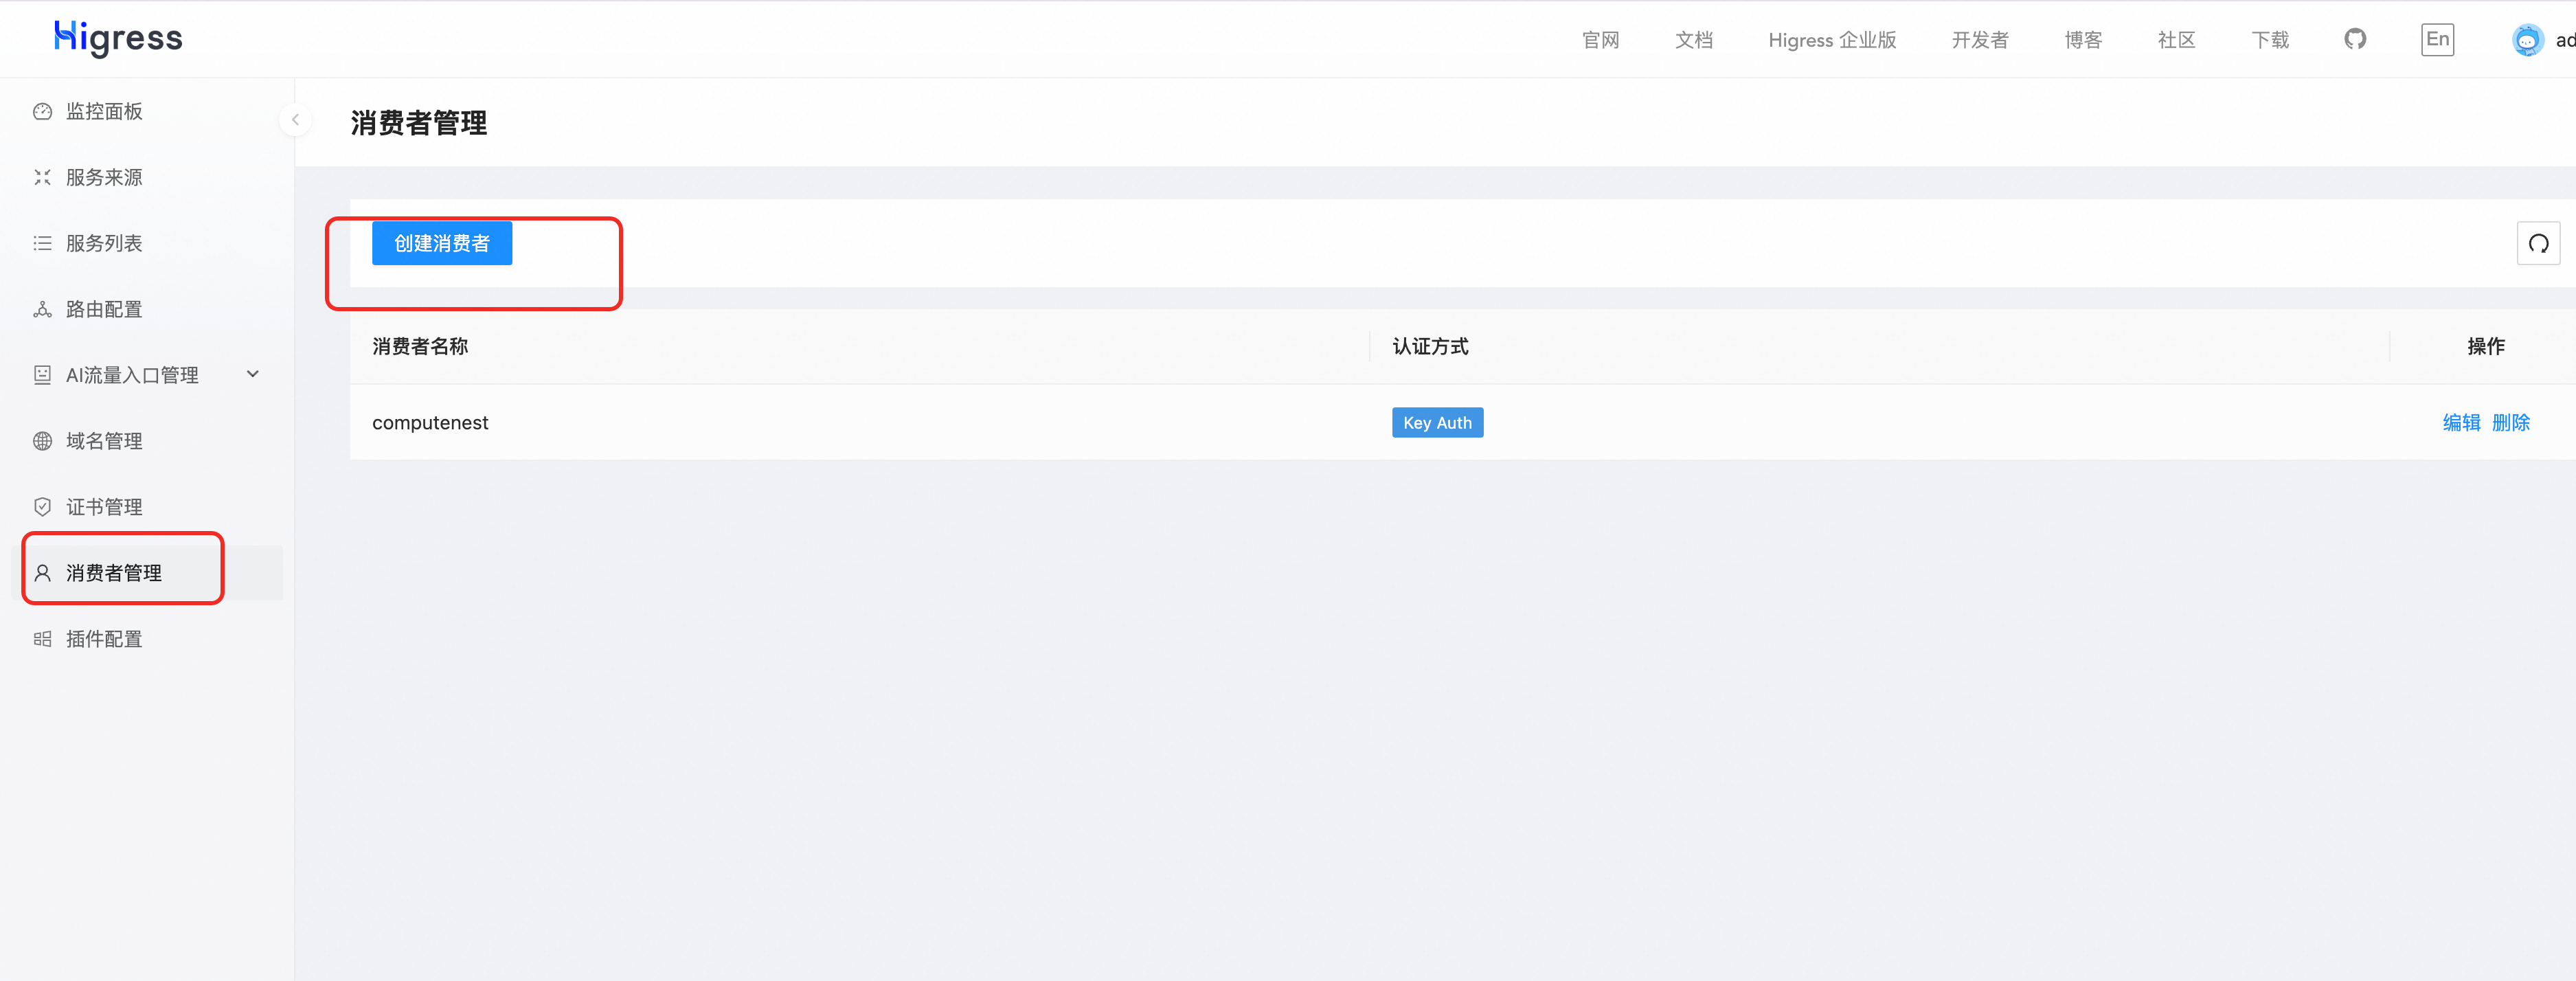 Higress
官网 文档 Higress 企业版 开发者 博客 社区 下载 En ad
监控面板
服务来源
服务列表
路由配置
AI流量入口管理
域名管理
证书管理
消费者管理
插件配置
消费者管理
创建消费者
消费者名称 认证方式 操作
computenest Key Auth 编辑 删除